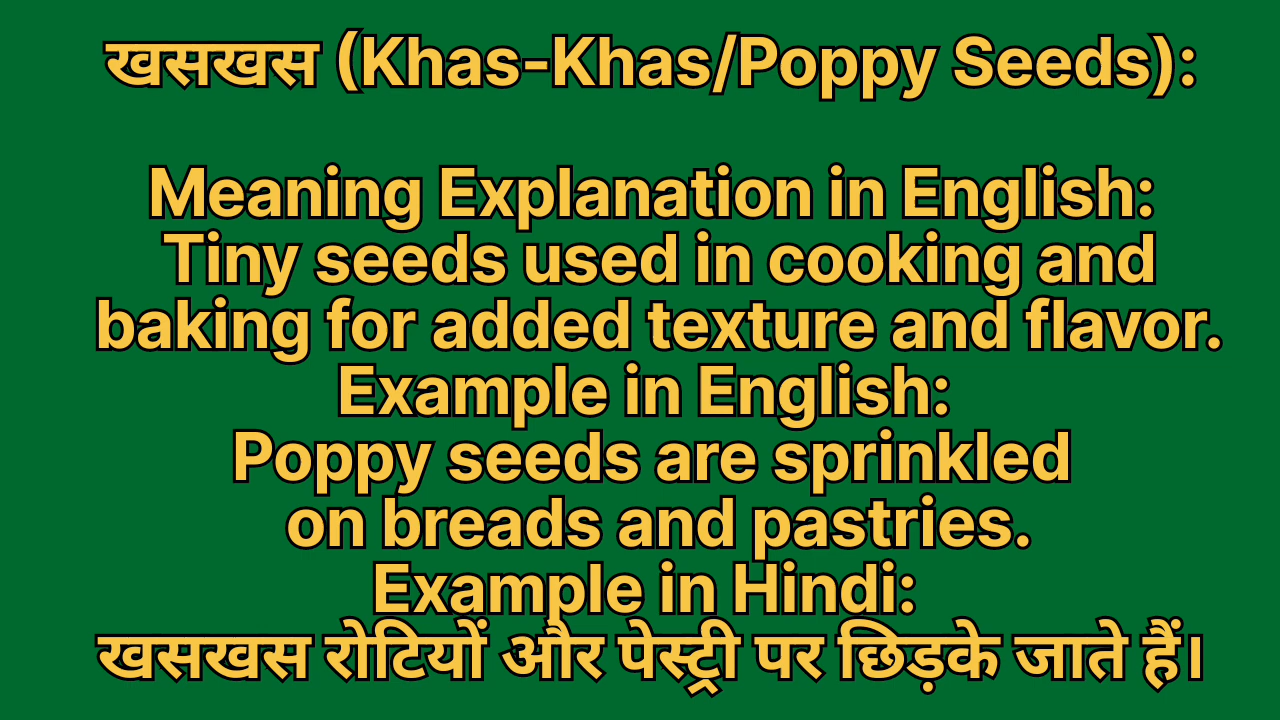 खसखस (Khas-Khas/Poppy Seeds):
Meaning Explanation in English:
Tiny seeds used in cooking and
baking for added texture and flavor.
Example in English:
Poppy seeds are sprinkled
on breads and pastries.
Example in Hindi:
खसखस रोटियों और पेस्ट्री पर छिड़के जाते हैं।